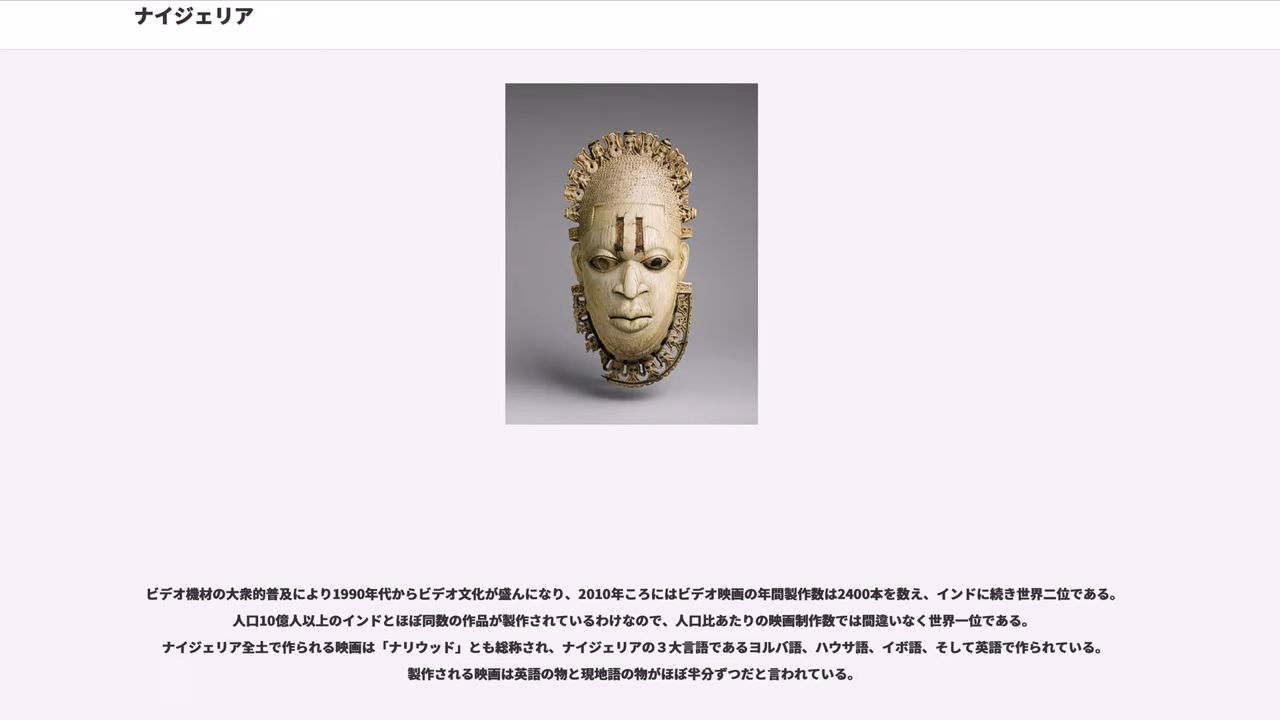 ナイジェリア
ビデオ機材の大衆的普及により1990年代からビデオ文化が盛んになり、2010年ころにはビデオ映画の年間製作数は2400本を数え、インドに続き世界二位である。
人口10億人以上のインドとほぼ同数の作品が製作されているわけなので、人口比あたりの映画制作数では間違いなく世界一位である。
ナイジェリア全土で作られる映画は「ナリウッド」とも総称され、ナイジェリアの３大言語であるヨルバ語、ハウサ語、イボ語、そして英語で作られている。
製作される映画は英語の物と現地語の物がほぼ半分ずつだと言われている。